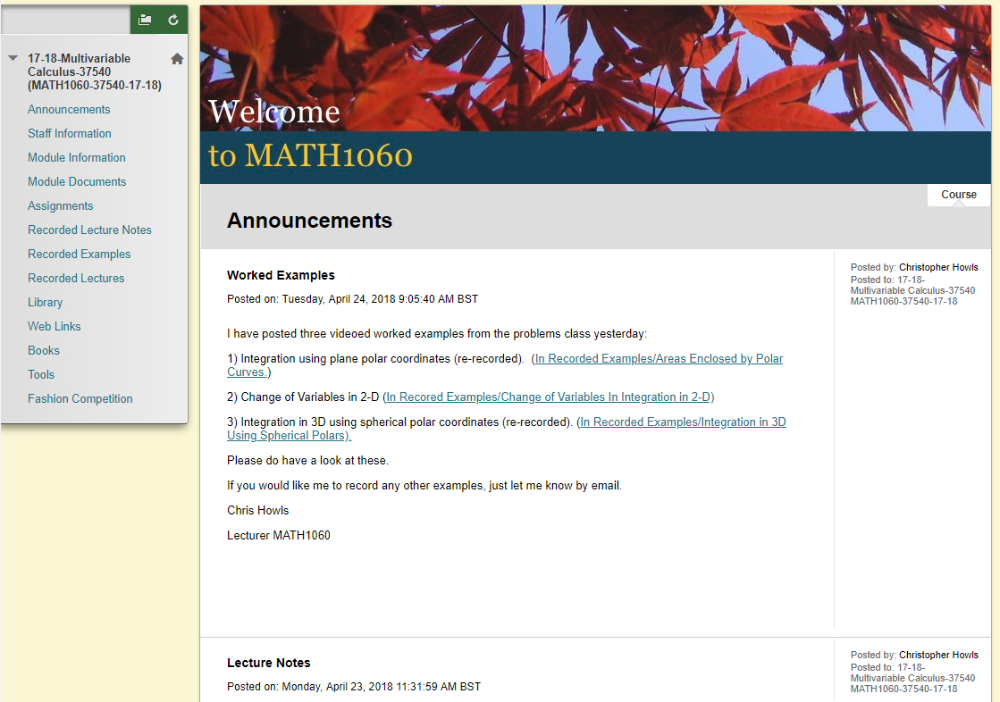 17-18-Multivariable
Calculus-37540
(MATH1060-37540-17-18)
Announcements
Staff Information
Module Information
Module Documents
Assignments
Recorded Lecture Notes
Recorded Examples
Recorded Lectures
Library
Web Links
Books
Tools
Fashion Competition
Welcome
to MATH1060
Course
Announcements
Worked Examples
Posted on: Tuesday, April 24, 2018 9:05:40 AM BST
I have posted three videoed worked examples from the problems class yesterday:
1) Integration using plane polar coordinates (re-recorded).  (In Recorded Examples/Areas Enclosed by Polar
Curves.)
2) Change of Variables in 2-D (In Recored Examples/Change of Variables In Integration in 2-D)
3) Integration in 3D using spherical polar coordinates (re-recorded). (In Recorded Examples/Integration in 3D
Using Spherical Polars).
Please do have a look at these.
If you would like me to record any other examples, just let me know by email.
Chris Howls
Lecturer MATH1060
Posted by: Christopher Howls
Posted to: 17-18-
Multivariable Calculus-37540
MATH1060-37540-17-18
Lecture Notes
Posted on: Monday, April 23, 2018 11:31:59 AM BST
Posted by: Christopher Howls
Posted to: 17-18-
Multivariable Calculus-37540
MATH1060-37540-17-18